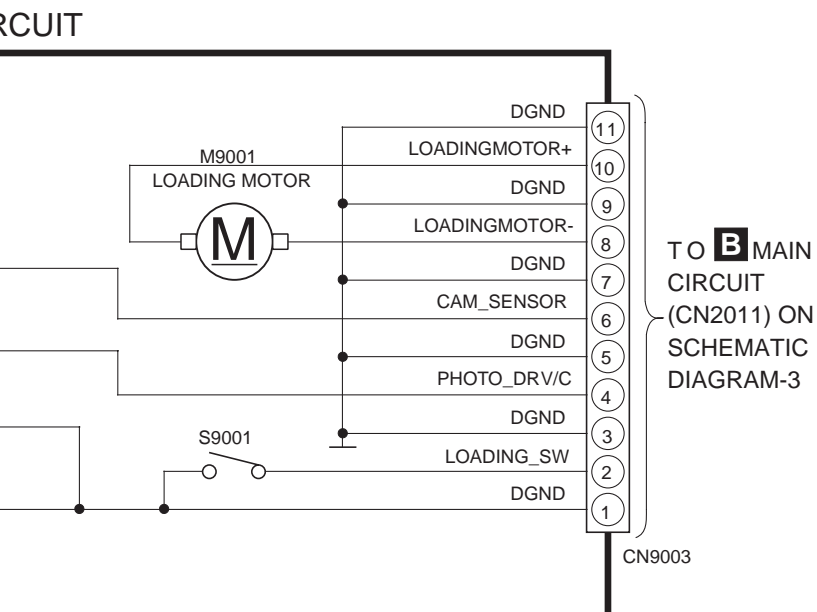 RCUIT
DGND
11
M9001
LOADINGMOTOR+
10
LOADING MOTOR
DGND
9
M
LOADINGMOTOR-
8
TO B MAIN
CIRCUIT
(CN2011) ON
SCHEMATIC
DIAGRAM-3
DGND
7
CAM_SENSOR
6
DGND
5
PHOTO_DRV/C
4
DGND
3
S9001
LOADING_SW
2
DGND
1
CN9003